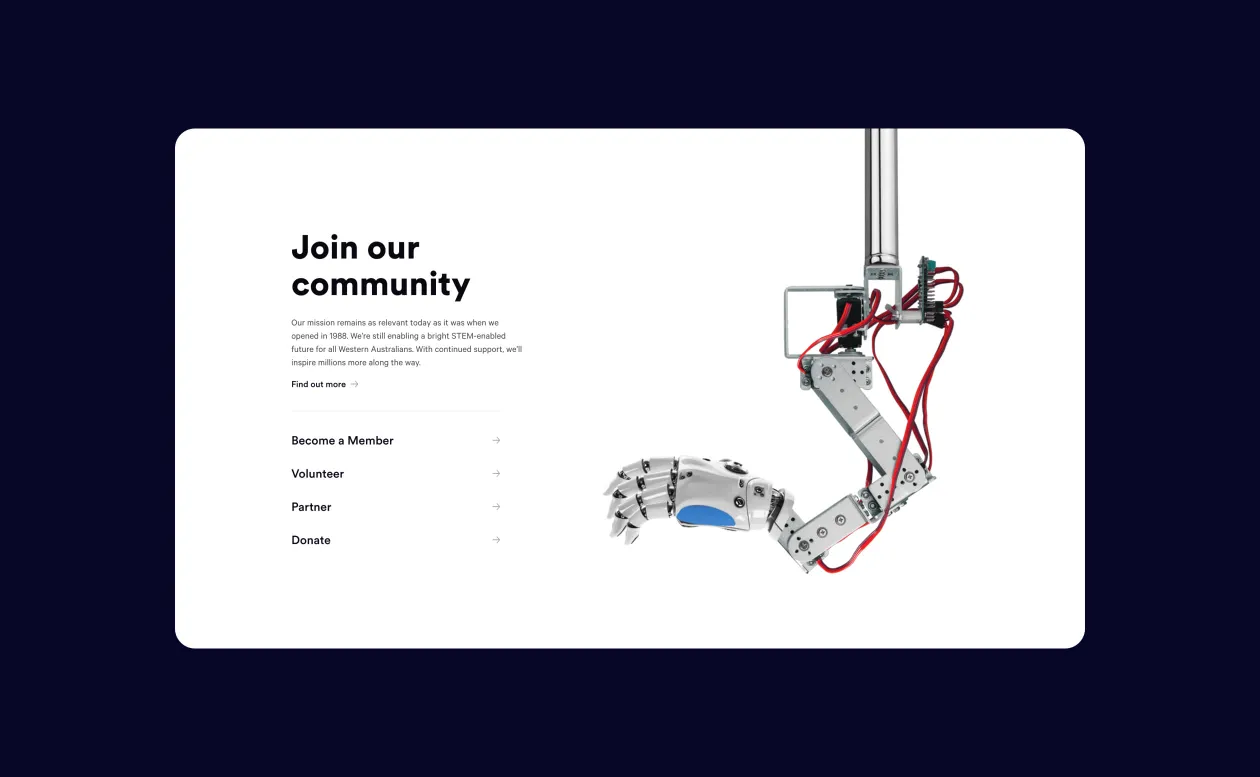 Join our
community
Our mission remains as relevant today as it was when we
opened in 1988. We're still enabling a bright STEM-enabled
future for all Western Australians. With continued support, we'll
inspire millions more along the way.
Find out more →
Become a Member →
Volunteer →
Partner →
Donate →